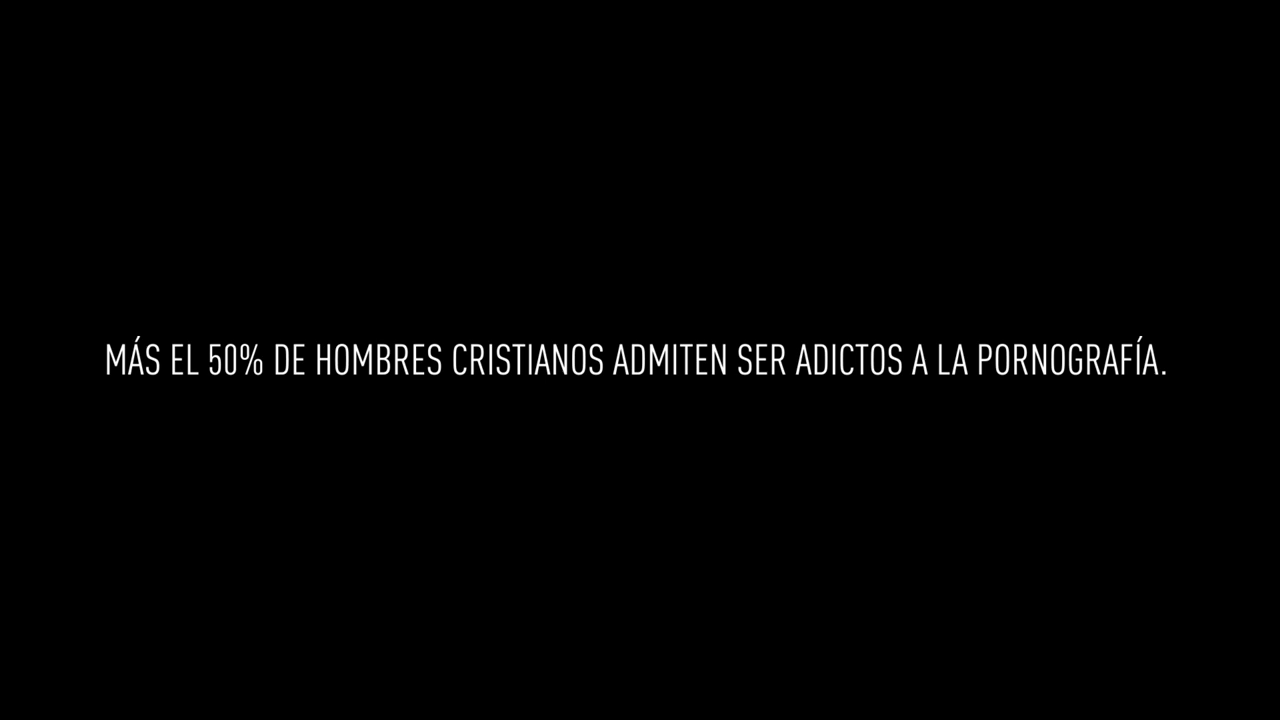 MÁS EL 50% DE HOMBRES CRISTIANOS ADMITEN SER ADICTOS A LA PORNOGRAFÍA.